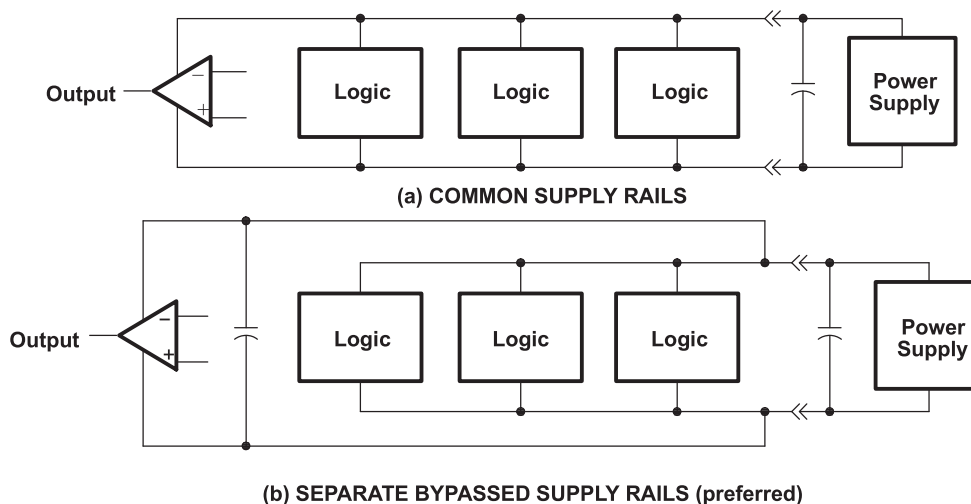 Output
−
+
Logic
Logic
Logic
Power
Supply
(a) COMMON SUPPLY RAILS
Output
-
+
Logic
Logic
Logic
Power
Supply
(b) SEPARATE BYPASSED SUPPLY RAILS (preferred)